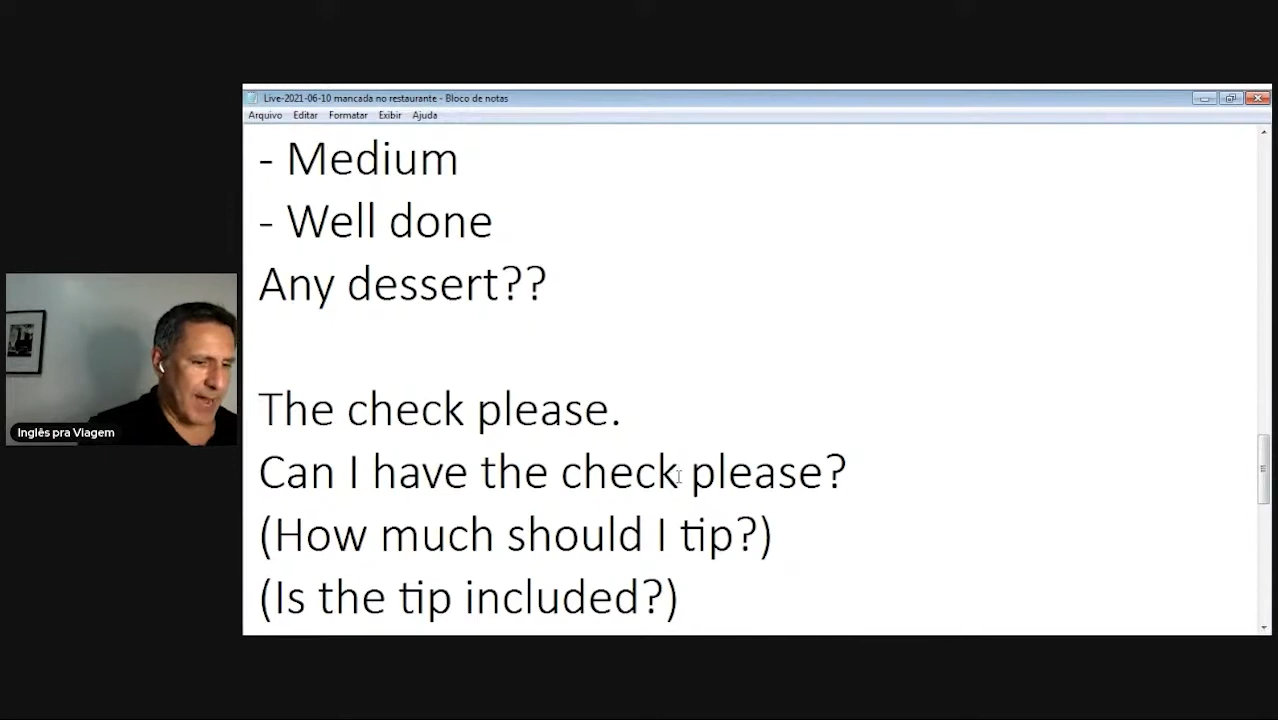 Live-2021-06-10 mancada no restaurante - Bloco de notas
Arquivo Editar Formatar Exibir Ajuda
- Medium
- Well done
Any dessert??
The check please.
Can I have the check please?
(How much should I tip?)
(Is the tip included?)
Inglês pra Viagem